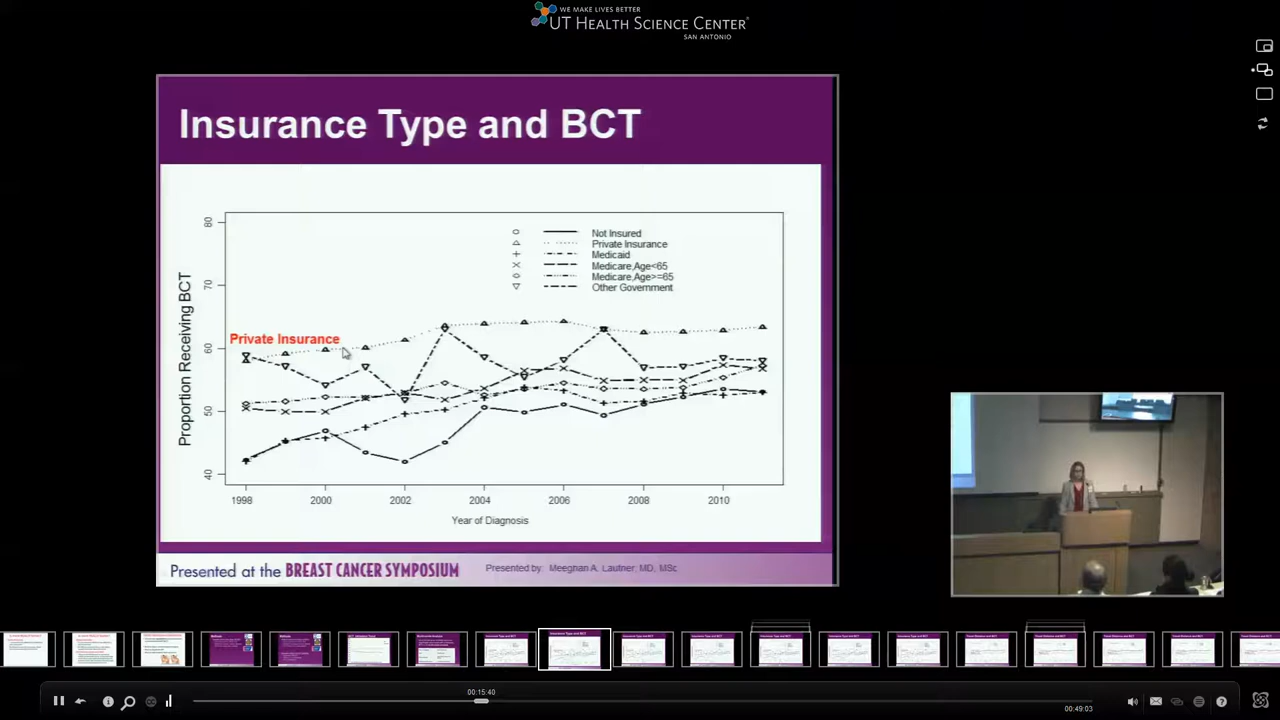 WE MAKE LIVES BETTER
UT HEALTH SCIENCE CENTER®
SAN ANTONIO
Insurance Type and BCT
Proportion Receiving BCT
80
70
60
50
40
Not Insured
Private Insurance
Medicaid
Medicare,Age<65
Medicare,Age>=65
Other Government
Private Insurance
1998
2000
2002
2004
2006
2008
2010
Year of Diagnosis
Presented at the BREAST CANCER SYMPOSIUM
Presented by: Meeghan A. Lautner, MD, MSc
00:15:40
00:49:03